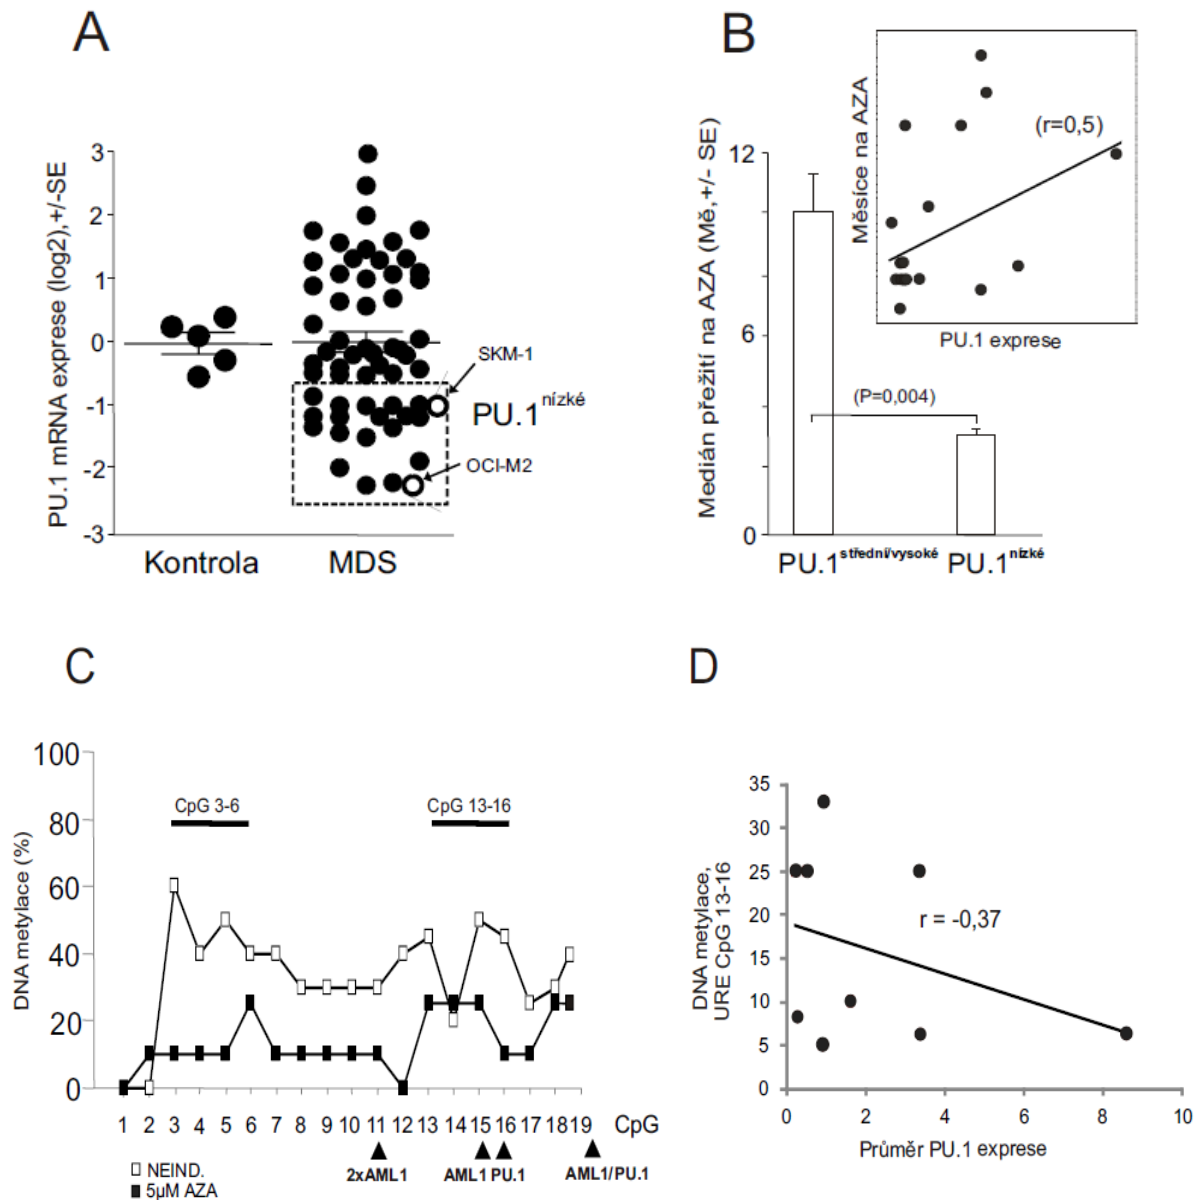 A
PU.1 mRNA exprese (log2),+/-SE
3
2
1
0
-1
-2
-3
SKM-1
PU.1nízké
OCI-M2
Kontrola
MDS
B
Medián přežití na AZA (Mě,+/- SE)
12
6
0
Měsíce na AZA
(r=0,5)
PU.1 exprese
(P=0,004)
PU.1střední/vysoké
PU.1nízké
C
DNA metylace (%)
100
80
60
40
20
0
CpG 3-6
CpG 13-16
1 2 3 4 5 6 7 8 9 10 11 12 13 14 15 16 17 18 19 CpG
2xAML1
AML1 PU.1
AML1/PU.1
NEIND.
5µM AZA
D
DNA metylace,
URE CpG 13-16
35
30
25
20
15
10
5
0
r = -0,37
0 2 4 6 8 10
Průměr PU.1 exprese